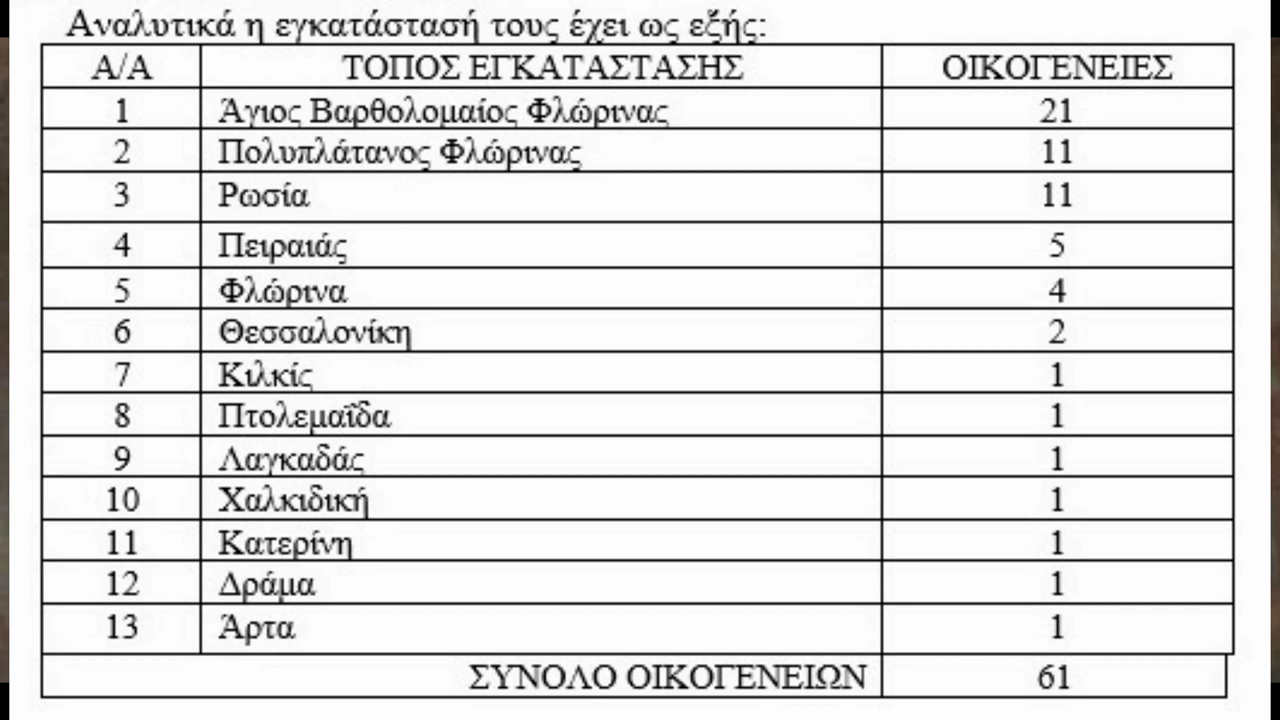 Αναλυτικά η εγκατάστασή τους έχει ως εξής:
Α/Α ΤΟΠΟΣ ΕΓΚΑΤΑΣΤΑΣΗΣ ΟΙΚΟΓΕΝΕΙΕΣ
1 Άγιος Βαρθολομαίος Φλώρινας 21
2 Πολυπλάτανος Φλώρινας 11
3 Ρωσία 11
4 Πειραιάς 5
5 Φλώρινα 4
6 Θεσσαλονίκη 2
7 Κιλκίς 1
8 Πτολεμαΐδα 1
9 Λαγκαδάς 1
10 Χαλκιδική 1
11 Κατερίνη 1
12 Δράμα 1
13 Άρτα 1
ΣΥΝΟΛΟ ΟΙΚΟΓΕΝΕΙΩΝ 61